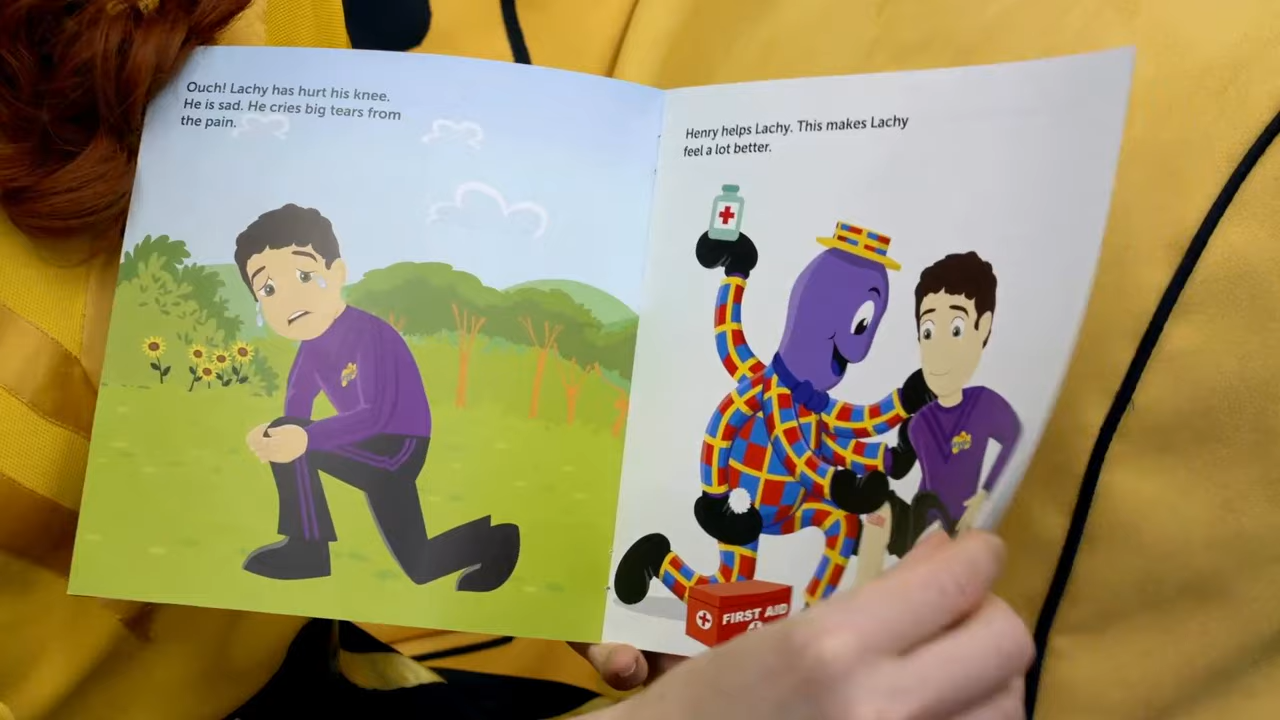 Ouch! Lachy has hurt his knee.
He is sad. He cries big tears from
the pain.
Henry helps Lachy. This makes Lachy
feel a lot better.
FIRST AID